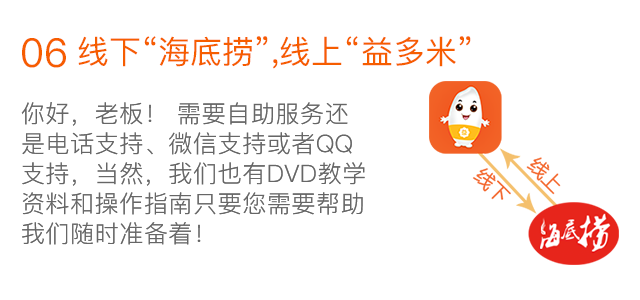 06 线下“海底捞”,线上“益多米”
你好，老板！ 需要自助服务还
是电话支持、微信支持或者QQ
支持，当然，我们也有DVD教学
资料和操作指南只要您需要帮助
我们随时准备着！
线上
线下
海底捞